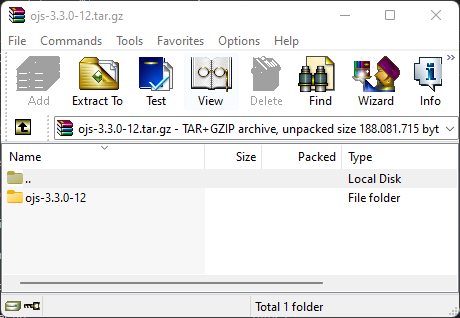 ojs-3.3.0-12.tar.gz
File Commands Tools Favorites Options Help
Add Extract To Test View Delete Find Wizard Info »
ojs-3.3.0-12.tar.gz - TAR+GZIP archive, unpacked size 188.081.715 byt
Name Size Packed Type
.. Local Disk
ojs-3.3.0-12 File folder
Total 1 folder